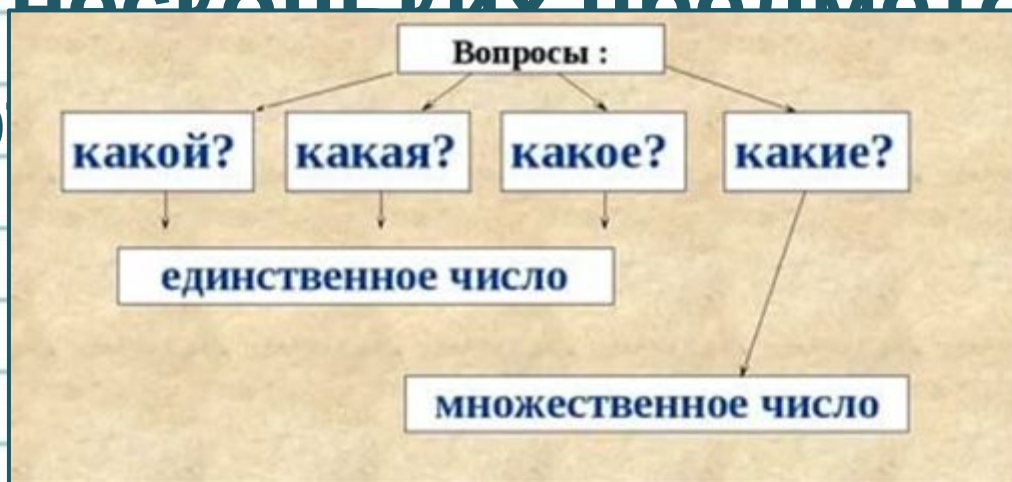 Вопросы :
какой? какая? какое? какие?
единственное число
множественное число